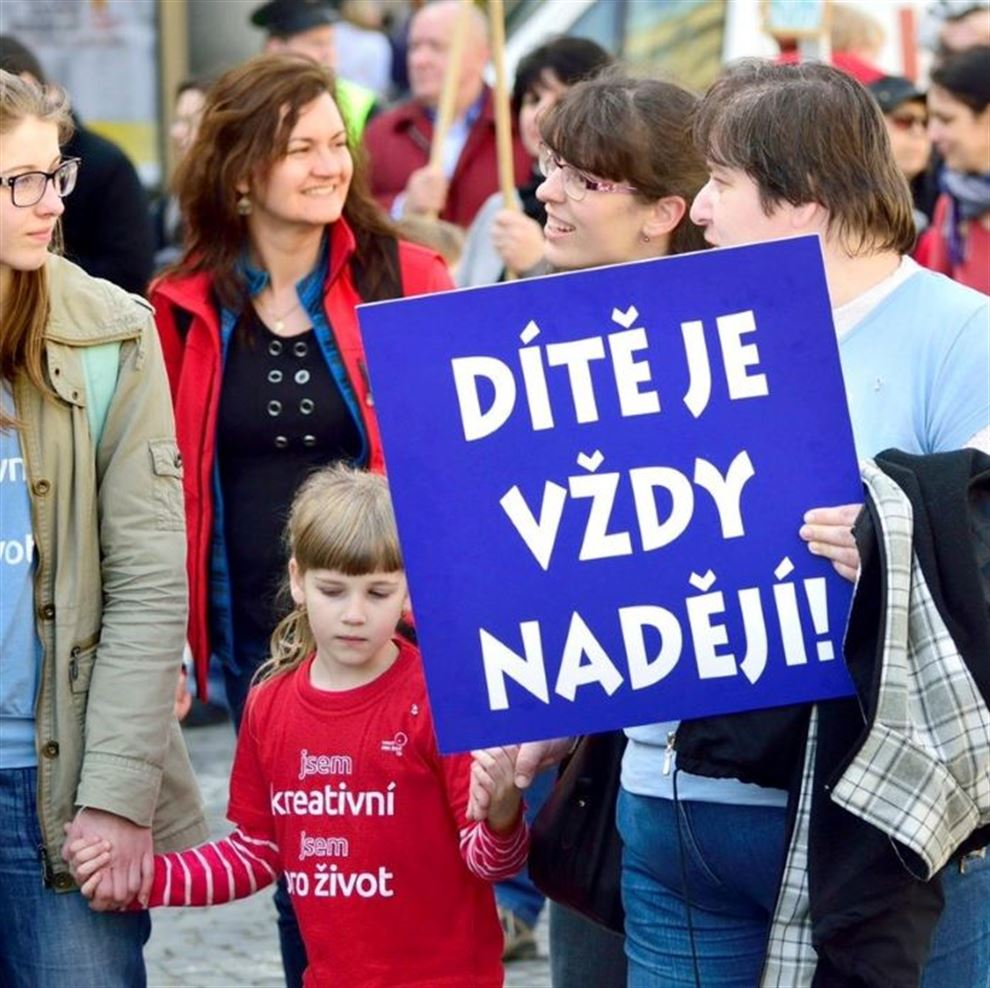 DÍTĚ JE
VŽDY
NADĚJÍ!
jsem
kreativní
jsem
pro život